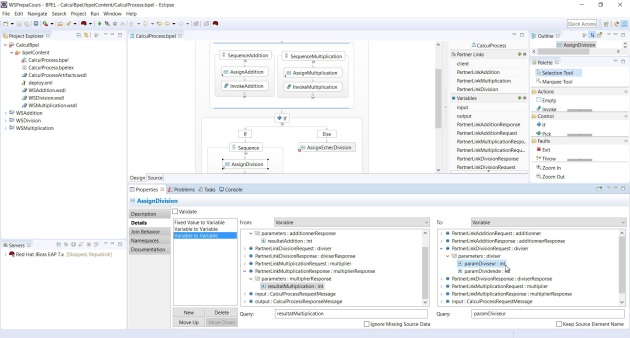 WSPrepaCours - BPEL - CalculBpel/bpelContent/CalculProcess.bpel - Eclipse
File Edit Navigate Search Project Run Window Help
Quick Access
Project Explorer
CalculBpel
bpelContent
CalculProcess.bpel
CalculProcess.bpelex
CalculProcessArtifacts.wsdl
deploy.xml
WSAddition.wsdl
WSDivision.wsdl
WSMultiplication.wsdl
WSAddition
WSDivision
WSMultiplication
Servers
Red Hat JBoss EAP 7.x [Stopped, Republish]
CalculProcess.bpel
SequenceAddition
SequenceMultiplication
AssignAddition
AssignMultiplication
InvokeAddition
InvokeMultiplication
If
If
Else
Sequence
AssignEchecDivision
AssignDivision
Design Source
CalculProcess
Partner Links
client
PartnerLinkAddition
PartnerLinkMultiplication
PartnerLinkDivision
Variables
input
output
PartnerLinkAdditionResponse
PartnerLinkAdditionRequest
PartnerLinkMultiplicationRespo...
PartnerLinkMultiplicationRequ...
PartnerLinkDivisionResponse
PartnerLinkDivisionRequest
Outline
AssignDivision
Palette
Selection Tool
Marquee Tool
Actions
Empty
Invoke
Control
If
Pick
Faults
Exit
Throw
Zoom In
Zoom Out
Properties Problems Tasks Console
AssignDivision
Description
Details
Join Behavior
Namespaces
Documentation
Validate
Fixed Value to Variable
Variable to Variable
Variable to Variable
New Delete
Move Up Move Down
From: Variable
parameters : additionnerResponse
resultatAddition : int
PartnerLinkDivisionRequest : diviser
PartnerLinkDivisionResponse : diviserResponse
PartnerLinkMultiplicationRequest : multiplier
PartnerLinkMultiplicationResponse : multiplierResponse
parameters : multiplierResponse
resultatMultiplication : int
input : CalculProcessRequestMessage
output : CalculProcessResponseMessage
Query: resultatMultiplication
Ignore Missing Source Data
To: Variable
PartnerLinkAdditionRequest : additionner
PartnerLinkAdditionResponse : additionnerResponse
PartnerLinkDivisionRequest : diviser
parameters : diviser
paramDiviseur : int
paramDividende : int
PartnerLinkDivisionResponse : diviserResponse
PartnerLinkMultiplicationRequest : multiplier
PartnerLinkMultiplicationResponse : multiplierResponse
input : CalculProcessRequestMessage
Query: paramDiviseur
Keep Source Element Name